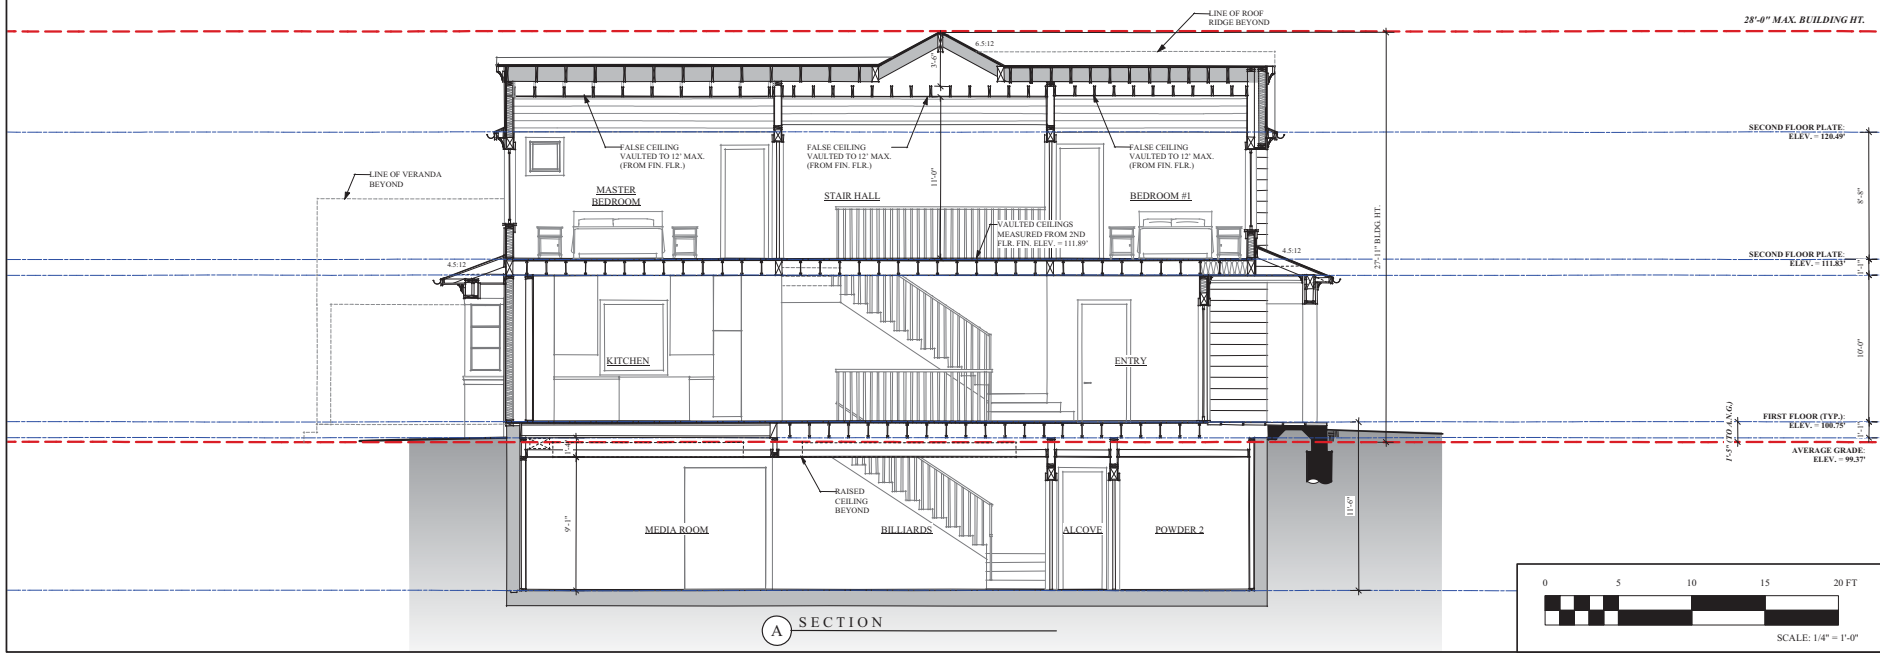 LINE OF ROOF
RIDGE BEYOND
28'-0" MAX. BUILDING HT.
6.5:12
3'-6"
SECOND FLOOR PLATE:
ELEV. = 120.49'
FALSE CEILING
VAULTED TO 12' MAX.
(FROM FIN. FLR.)
FALSE CEILING
VAULTED TO 12' MAX.
(FROM FIN. FLR.)
FALSE CEILING
VAULTED TO 12' MAX.
(FROM FIN. FLR.)
LINE OF VERANDA
BEYOND
MASTER
BEDROOM
STAIR HALL
11'-0"
BEDROOM #1
8'-8"
VAULTED CEILINGS
MEASURED FROM 2ND
FLR. FIN. ELEV. = 111.89'
27'-11" BLDG. HT.
4.5:12
4.5:12
SECOND FLOOR PLATE:
ELEV. = 111.83'
1'-1"
KITCHEN
ENTRY
10'-0"
FIRST FLOOR (TYP.):
ELEV. = 100.75'
1'-1"
1'-5" (TO A.N.G.)
AVERAGE GRADE:
ELEV. = 99.37'
1'-4"
RAISED
CEILING
BEYOND
9'-1"
11'-6"
MEDIA ROOM
BILLIARDS
ALCOVE
POWDER 2
A
SECTION
0 5 10 15 20 FT
SCALE: 1/4" = 1'-0"